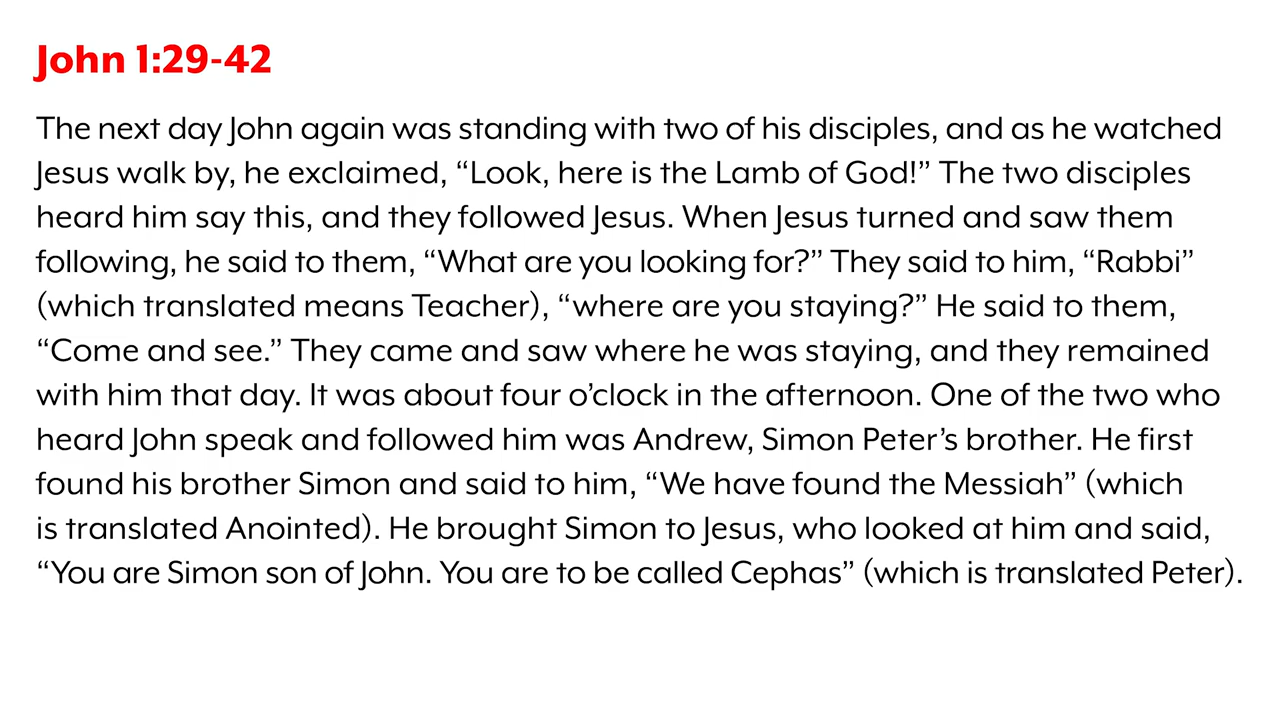 John 1:29-42
The next day John again was standing with two of his disciples, and as he watched
Jesus walk by, he exclaimed, “Look, here is the Lamb of God!” The two disciples
heard him say this, and they followed Jesus. When Jesus turned and saw them
following, he said to them, “What are you looking for?” They said to him, “Rabbi”
(which translated means Teacher), “where are you staying?” He said to them,
“Come and see.” They came and saw where he was staying, and they remained
with him that day. It was about four o’clock in the afternoon. One of the two who
heard John speak and followed him was Andrew, Simon Peter’s brother. He first
found his brother Simon and said to him, “We have found the Messiah” (which
is translated Anointed). He brought Simon to Jesus, who looked at him and said,
“You are Simon son of John. You are to be called Cephas” (which is translated Peter).